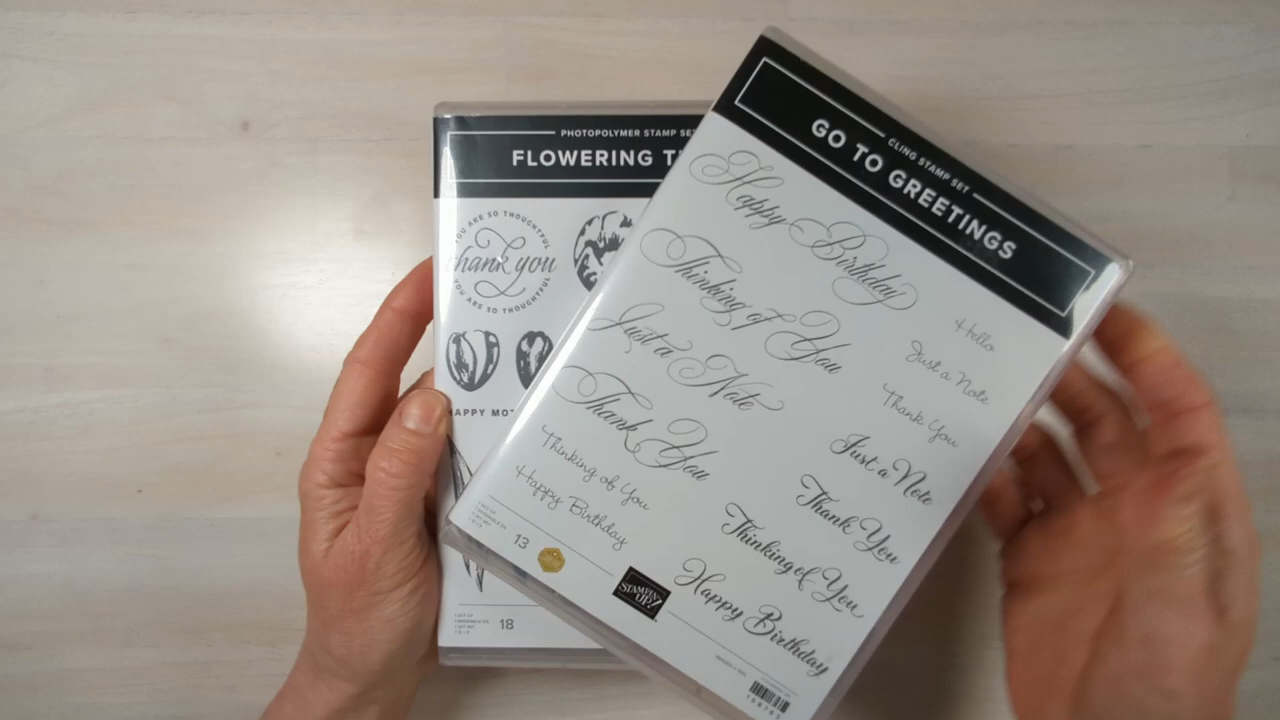 PHOTOPOLYMER STAMP SET
FLOWERING
YOU ARE SO THOUGHTFUL
thank you
YOU ARE SO THOUGHTFUL
HAPPY
18
CLING STAMP SET
GO TO GREETINGS
Happy Birthday
Thinking of You
Just a Note
Thank You
Thinking of You
Happy Birthday
Hello
Just a Note
Thank You
Just a Note
Thank You
Thinking of You
Happy Birthday
13
STAMPIN' UP!